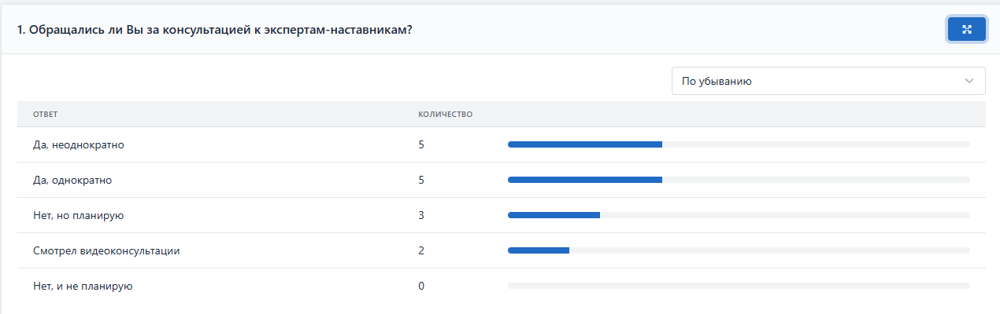 1. Обращались ли Вы за консультацией к экспертам-наставникам?
По убыванию
ОТВЕТ КОЛИЧЕСТВО
Да, неоднократно 5
Да, однократно 5
Нет, но планирую 3
Смотрел видеоконсультации 2
Нет, и не планирую 0